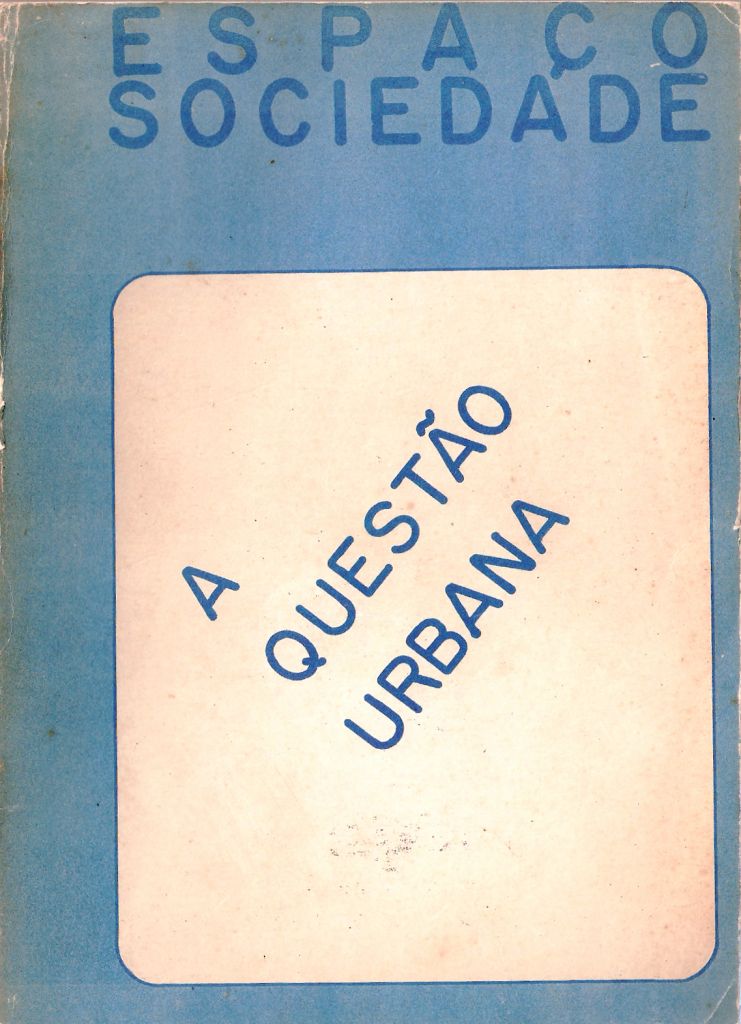 ESPAÇO
SOCIEDADE
A
QUESTÃO
URBANA